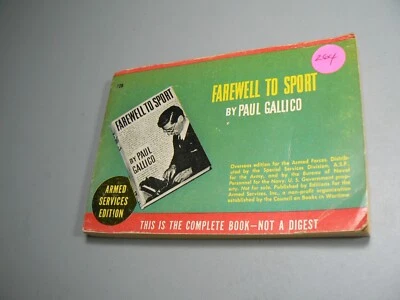 FAREWELL TO SPORT
BY PAUL GALLICO
FAREWELL TO SPORT
BY
PAUL
GALLICO
Overseas edition for the Armed Forces. Distrib-
uted by the Special Services Division, A.S.F.
for the Army, and by the Bureau of Naval
Personnel for the Navy. U. S. Government prop-
erty. Not for sale. Published by Editions for the
Armed Services, Inc., a non-profit organization
established by the Council on Books in Wartime
ARMED
SERVICES
EDITION
THIS IS THE COMPLETE BOOK—NOT A DIGEST